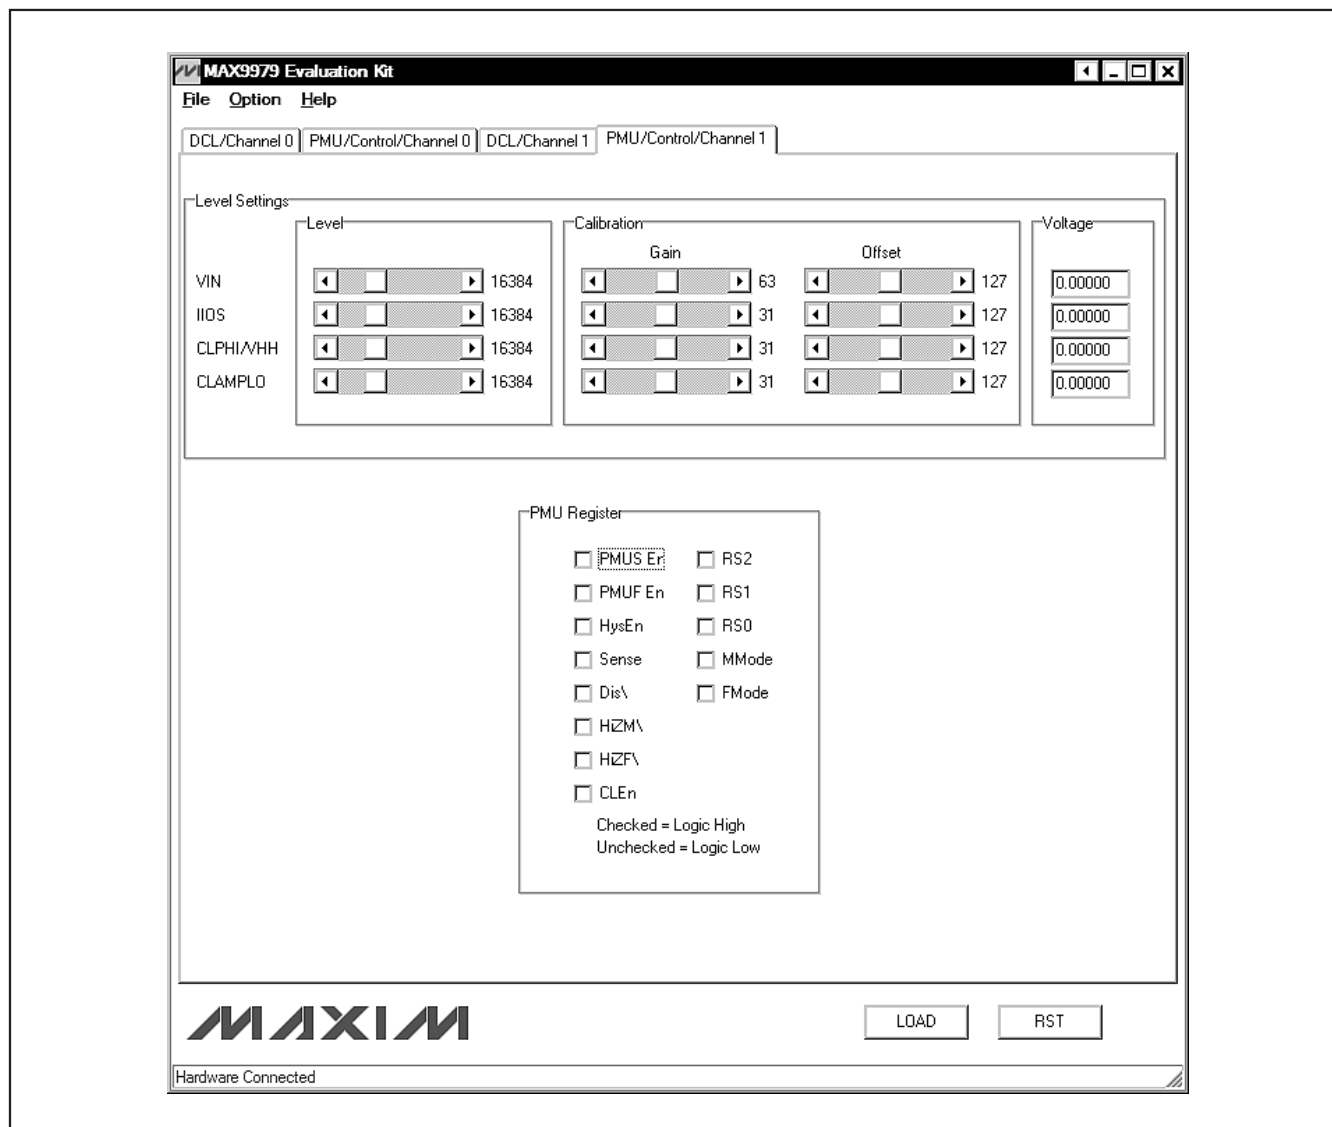 MAX9979 Evaluation Kit
File Option Help
DCL/Channel 0 PMU/Control/Channel 0 DCL/Channel 1 PMU/Control/Channel 1
Level Settings
Level Calibration Voltage
Gain Offset
VIN 16384 63 127 0.00000
IIOS 16384 31 127 0.00000
CLPHI/VHH 16384 31 127 0.00000
CLAMPLO 16384 31 127 0.00000
PMU Register
PMUS Er RS2
PMUF En RS1
HysEn RS0
Sense MMode
Dis\ FMode
HiZM\
HiZF\
CLEn
Checked = Logic High
Unchecked = Logic Low
MAXIM LOAD RST
Hardware Connected